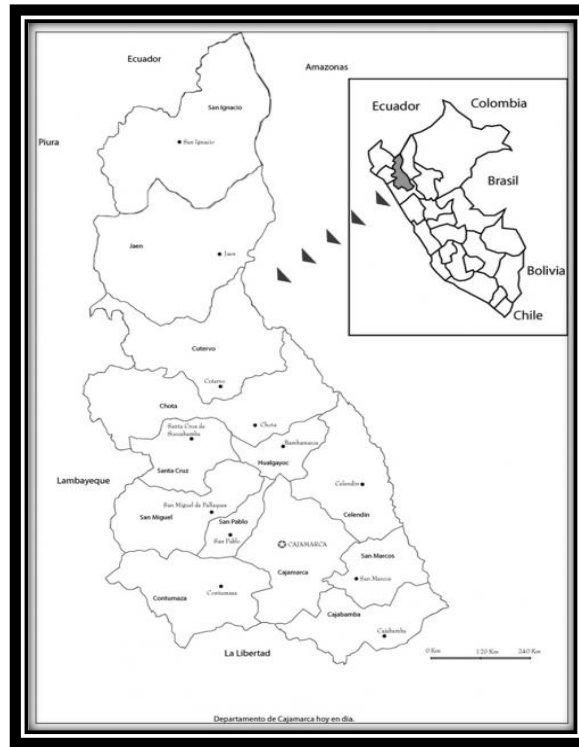 Ecuador
Amazonas
San Ignacio
San Ignacio
Piura
Ecuador
Colombia
Brasil
Bolivia
Chile
Jaen
Jaen
Cutervo
Cutervo
Chota
Chota
Santa Cruz de
Succubamba
Bambamarca
Hualgayoc
Santa Cruz
Lambayeque
Celendin
Celendin
San Miguel de Pallaques
San Miguel
San Pablo
San Pablo
CAJAMARCA
Cajamarca
San Marcos
San Marcos
Contumaza
Contumasa
Cajabamba
Cajabamba
La Libertad
0 Km
120 Km
240 Km
Departamento de Cajamarca hoy en día.